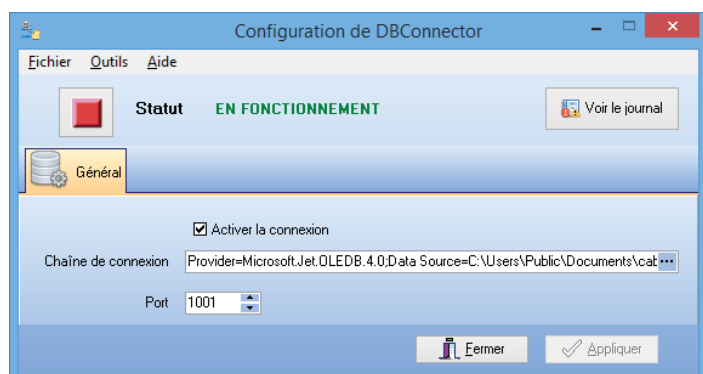 Configuration de DBConnector
Fichier Outils Aide
Statut EN FONCTIONNEMENT Voir le journal
Général
Activer la connexion
Chaîne de connexion Provider=Microsoft.Jet.OLEDB.4.0;Data Source=C:\Users\Public\Documents\cab ...
Port 1001
Fermer Appliquer